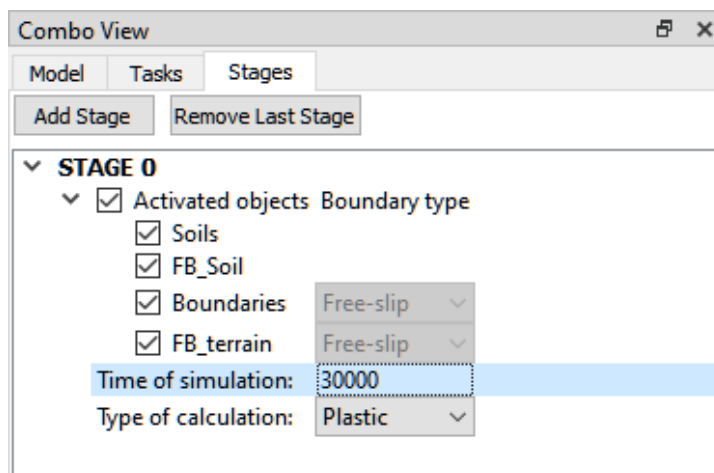 Combo View
Model Tasks Stages
Add Stage Remove Last Stage
STAGE 0
Activated objects Boundary type
Soils
FB_Soil
Boundaries Free-slip
FB_terrain Free-slip
Time of simulation: 30000
Type of calculation: Plastic